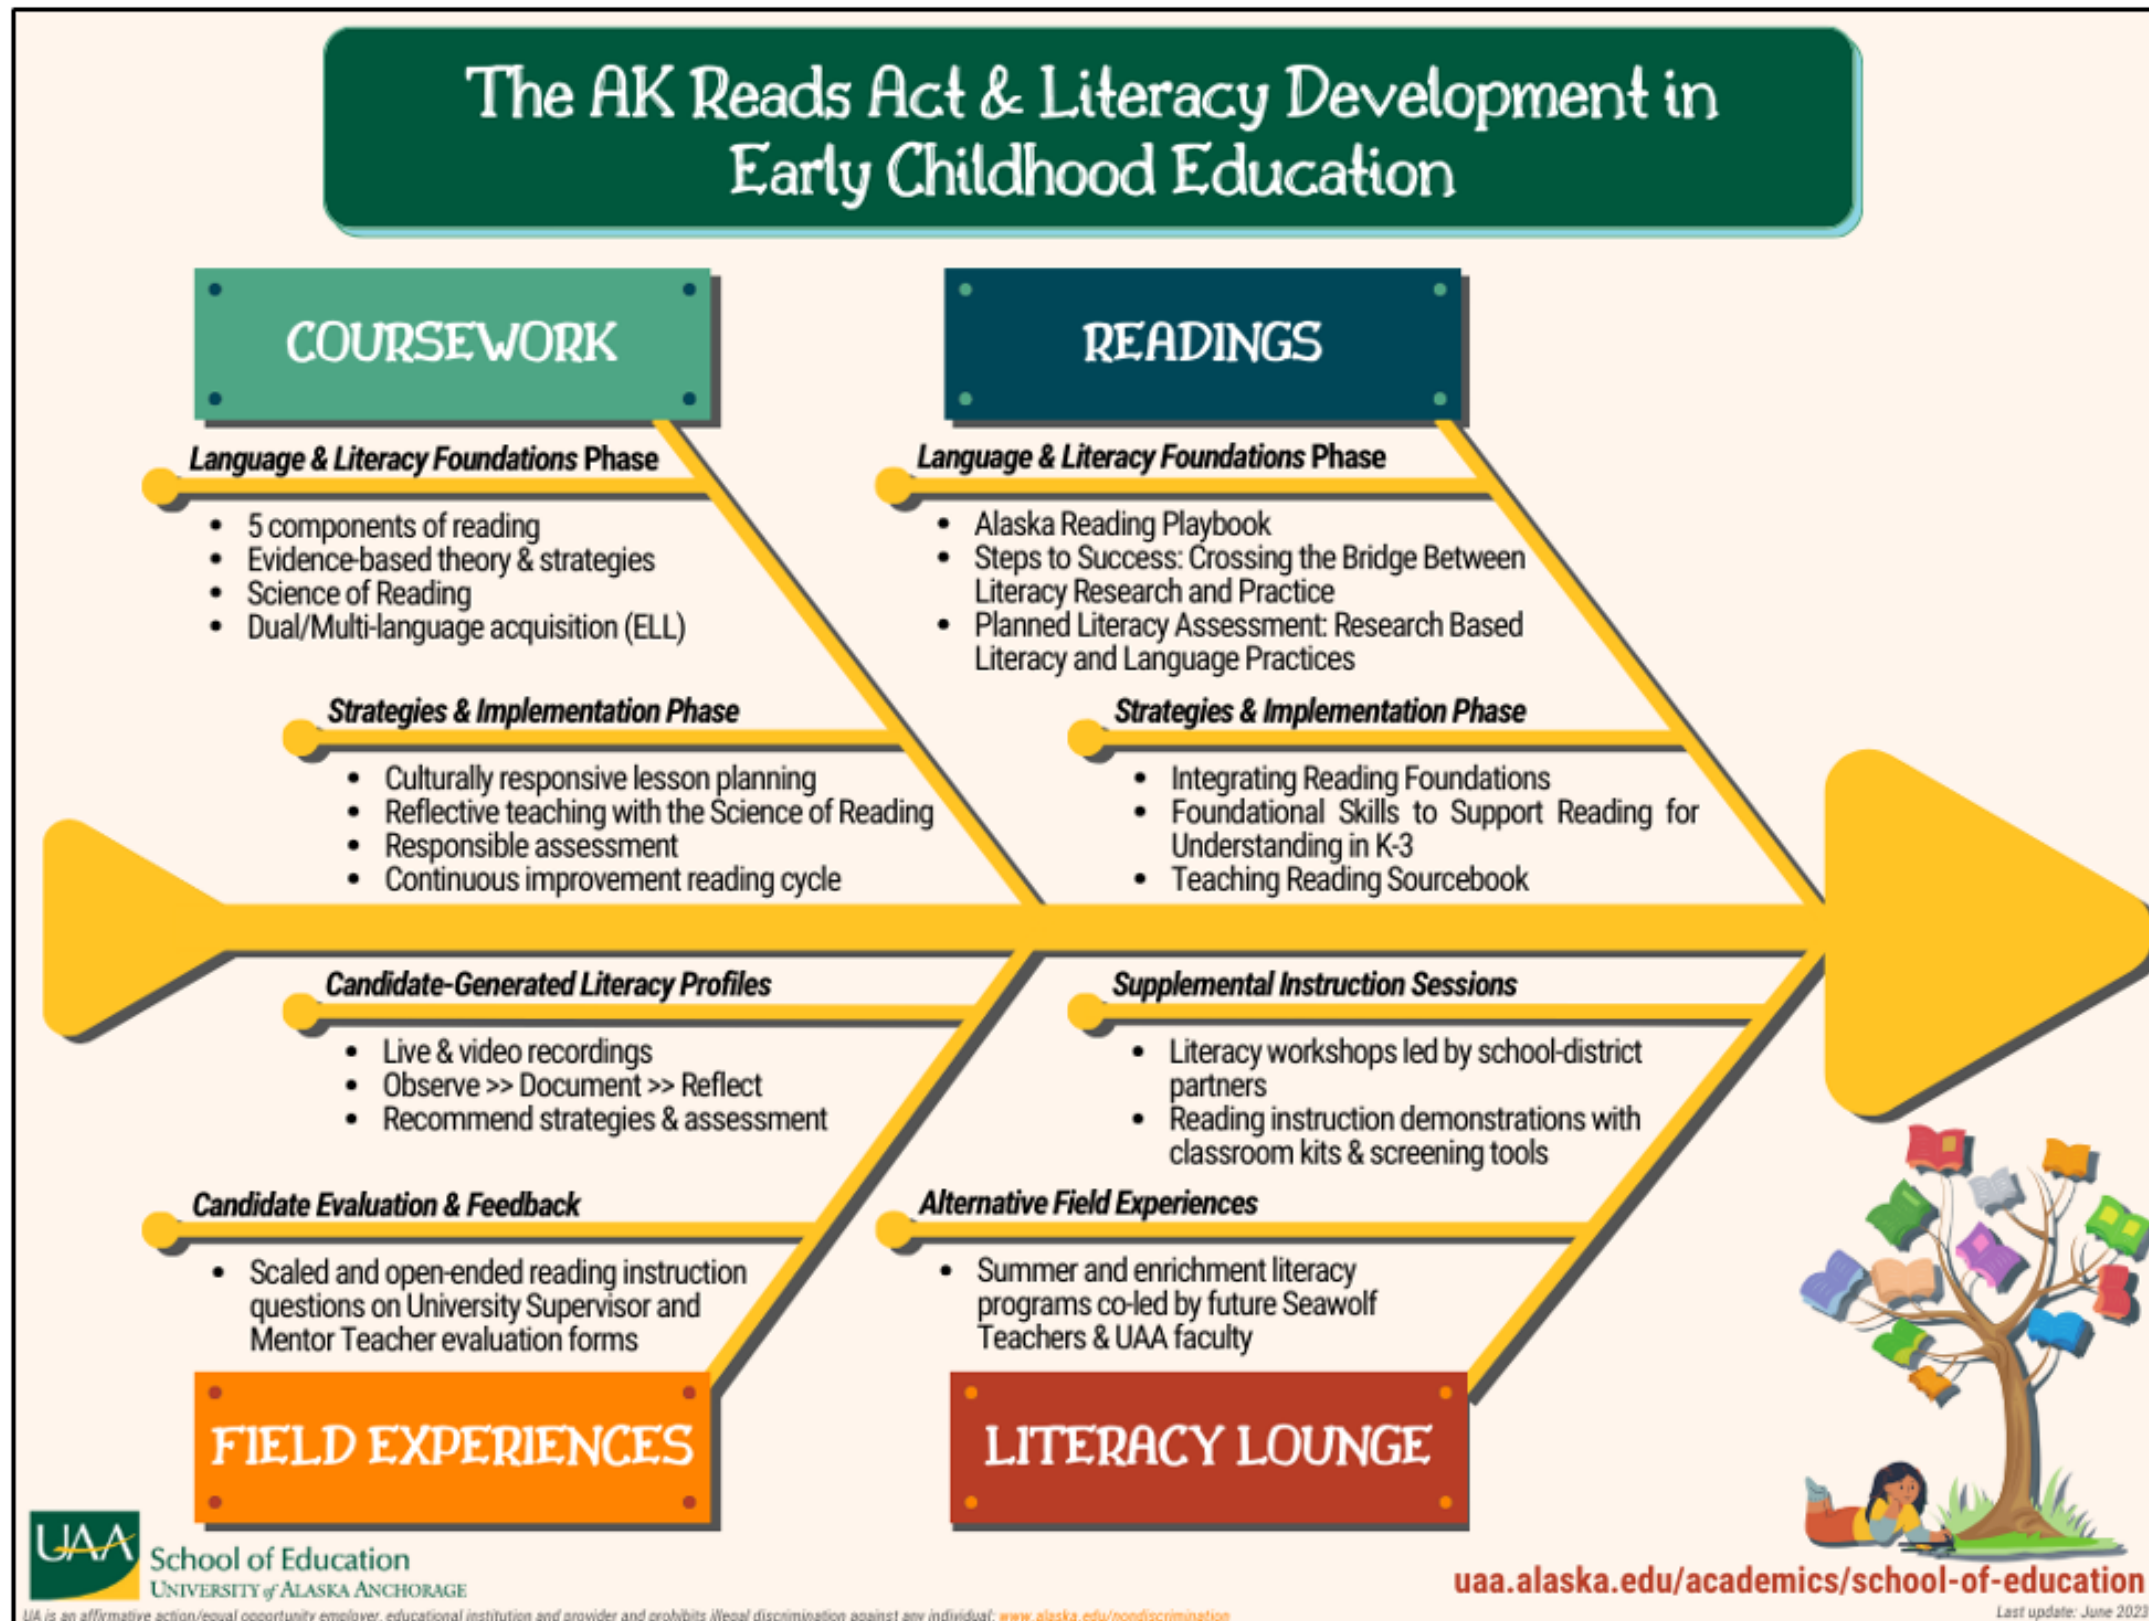 The AK Reads Act & Literacy Development in
Early Childhood Education
COURSEWORK
Language & Literacy Foundations Phase
• 5 components of reading
• Evidence-based theory & strategies
• Science of Reading
• Dual/Multi-language acquisition (ELL)
Strategies & Implementation Phase
• Culturally responsive lesson planning
• Reflective teaching with the Science of Reading
• Responsible assessment
• Continuous improvement reading cycle
READINGS
Language & Literacy Foundations Phase
• Alaska Reading Playbook
• Steps to Success: Crossing the Bridge Between
Literacy Research and Practice
• Planned Literacy Assessment: Research Based
Literacy and Language Practices
Strategies & Implementation Phase
• Integrating Reading Foundations
• Foundational Skills to Support Reading for
Understanding in K-3
• Teaching Reading Sourcebook
Candidate-Generated Literacy Profiles
• Live & video recordings
• Observe >> Document >> Reflect
• Recommend strategies & assessment
Candidate Evaluation & Feedback
• Scaled and open-ended reading instruction
questions on University Supervisor and
Mentor Teacher evaluation forms
FIELD EXPERIENCES
Supplemental Instruction Sessions
• Literacy workshops led by school-district
partners
• Reading instruction demonstrations with
classroom kits & screening tools
Alternative Field Experiences
• Summer and enrichment literacy
programs co-led by future Seawolf
Teachers & UAA faculty
LITERACY LOUNGE
UAA
School of Education
UNIVERSITY of ALASKA ANCHORAGE
uaa.alaska.edu/academics/school-of-education
Last update: June 2023
UA is an affirmative action/equal opportunity employer, educational institution and provider and prohibits illegal discrimination against any individual: www.alaska.edu/nondiscrimination